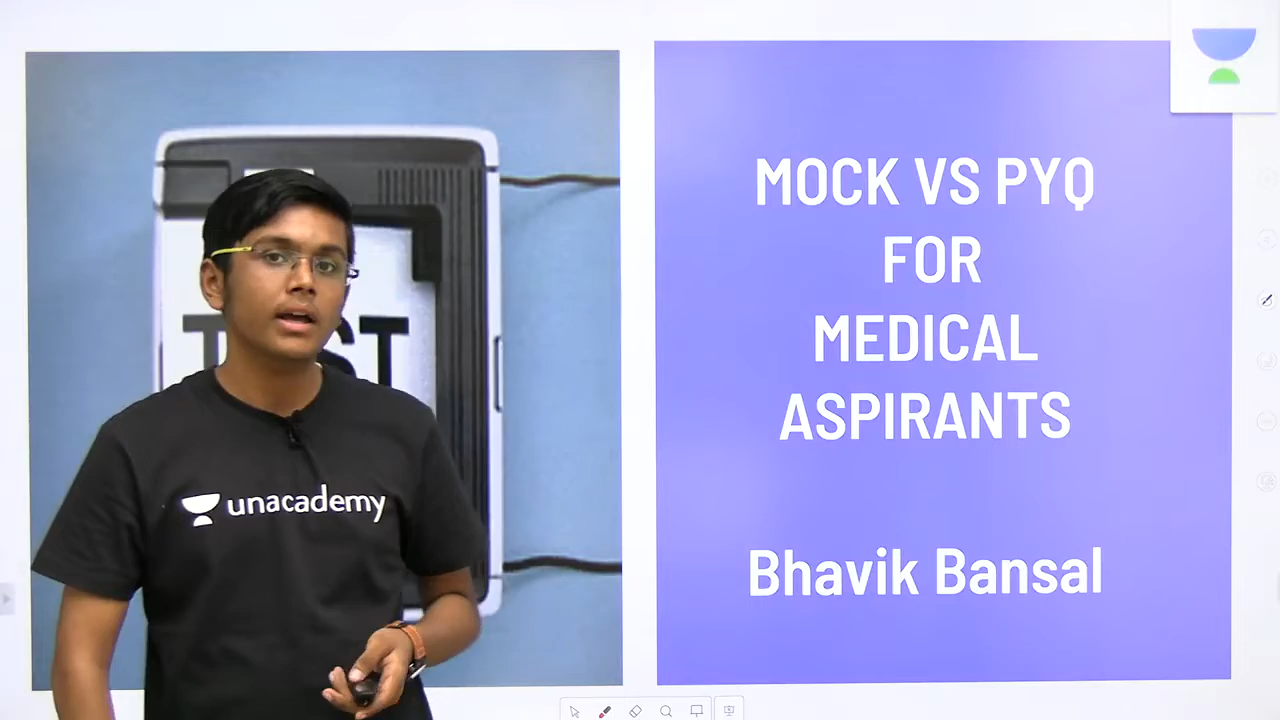 MOCK VS PYQ
FOR
MEDICAL
ASPIRANTS
Bhavik Bansal
unacademy